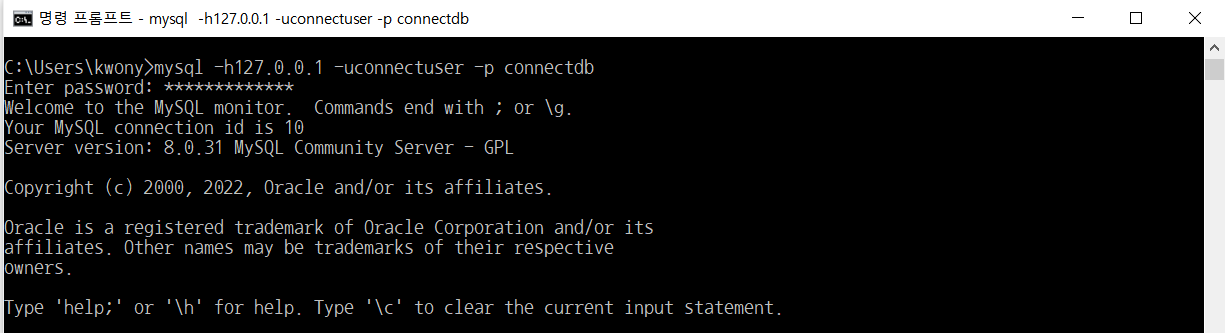 명령 프롬프트 - mysql  -h127.0.0.1 -uconnectuser -p connectdb
C:\Users\kwony>mysql -h127.0.0.1 -uconnectuser -p connectdb
Enter password: *************
Welcome to the MySQL monitor.  Commands end with ; or \g.
Your MySQL connection id is 10
Server version: 8.0.31 MySQL Community Server - GPL
Copyright (c) 2000, 2022, Oracle and/or its affiliates.
Oracle is a registered trademark of Oracle Corporation and/or its
affiliates. Other names may be trademarks of their respective
owners.
Type 'help;' or '\h' for help. Type '\c' to clear the current input statement.